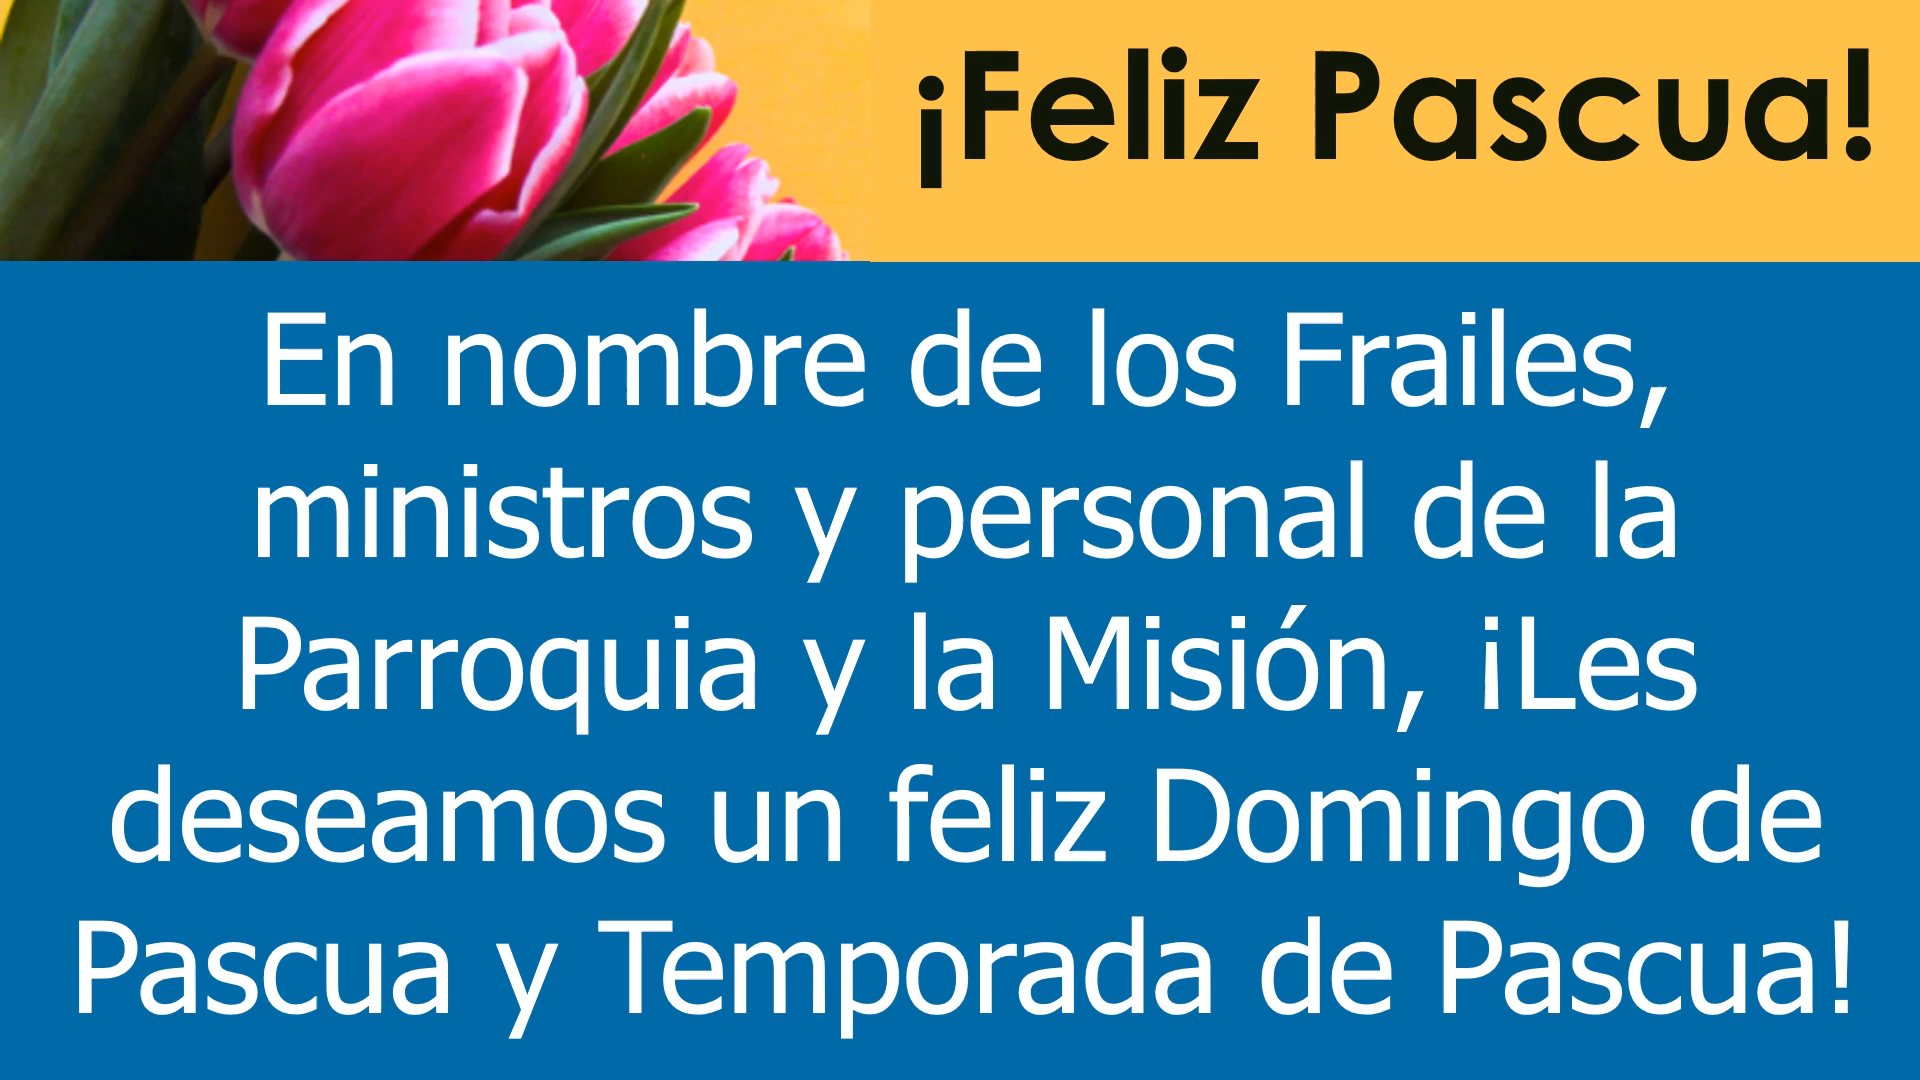 ¡Feliz Pascua!
En nombre de los Frailes,
ministros y personal de la
Parroquia y la Misión, ¡Les
deseamos un feliz Domingo de
Pascua y Temporada de Pascua!